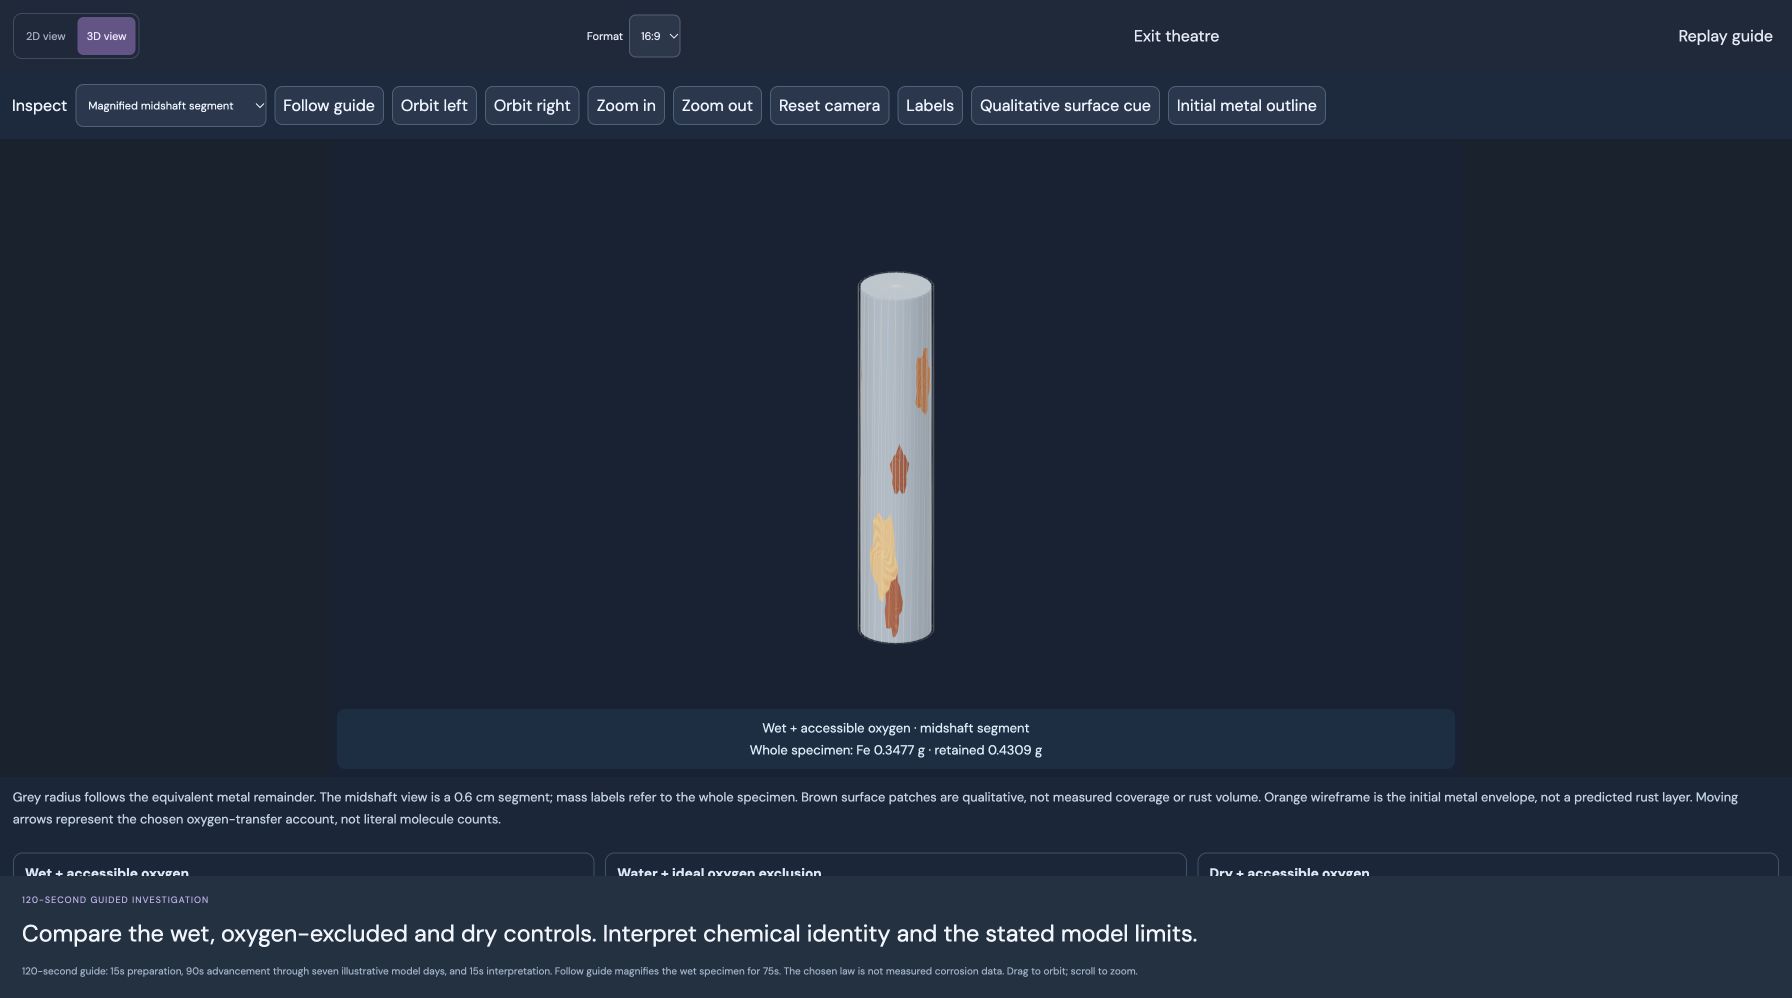 2D view 3D view Format 16:9 Exit theatre Replay guide
Inspect Magnified midshaft segment Follow guide Orbit left Orbit right Zoom in Zoom out Reset camera Labels Qualitative surface cue Initial metal outline
Wet + accessible oxygen · midshaft segment
Whole specimen: Fe 0.3477 g · retained 0.4309 g
Grey radius follows the equivalent metal remainder. The midshaft view is a 0.6 cm segment; mass labels refer to the whole specimen. Brown surface patches are qualitative, not measured coverage or rust volume. Orange wireframe is the initial metal envelope, not a predicted rust layer. Moving
arrows represent the chosen oxygen-transfer account, not literal molecule counts.
Wet + accessible oxygen Water + ideal oxygen exclusion Dry + accessible oxygen
120-SECOND GUIDED INVESTIGATION
Compare the wet, oxygen-excluded and dry controls. Interpret chemical identity and the stated model limits.
120-second guide: 15s preparation, 90s advancement through seven illustrative model days, and 15s interpretation. Follow guide magnifies the wet specimen for 75s. The chosen law is not measured corrosion data. Drag to orbit; scroll to zoom.